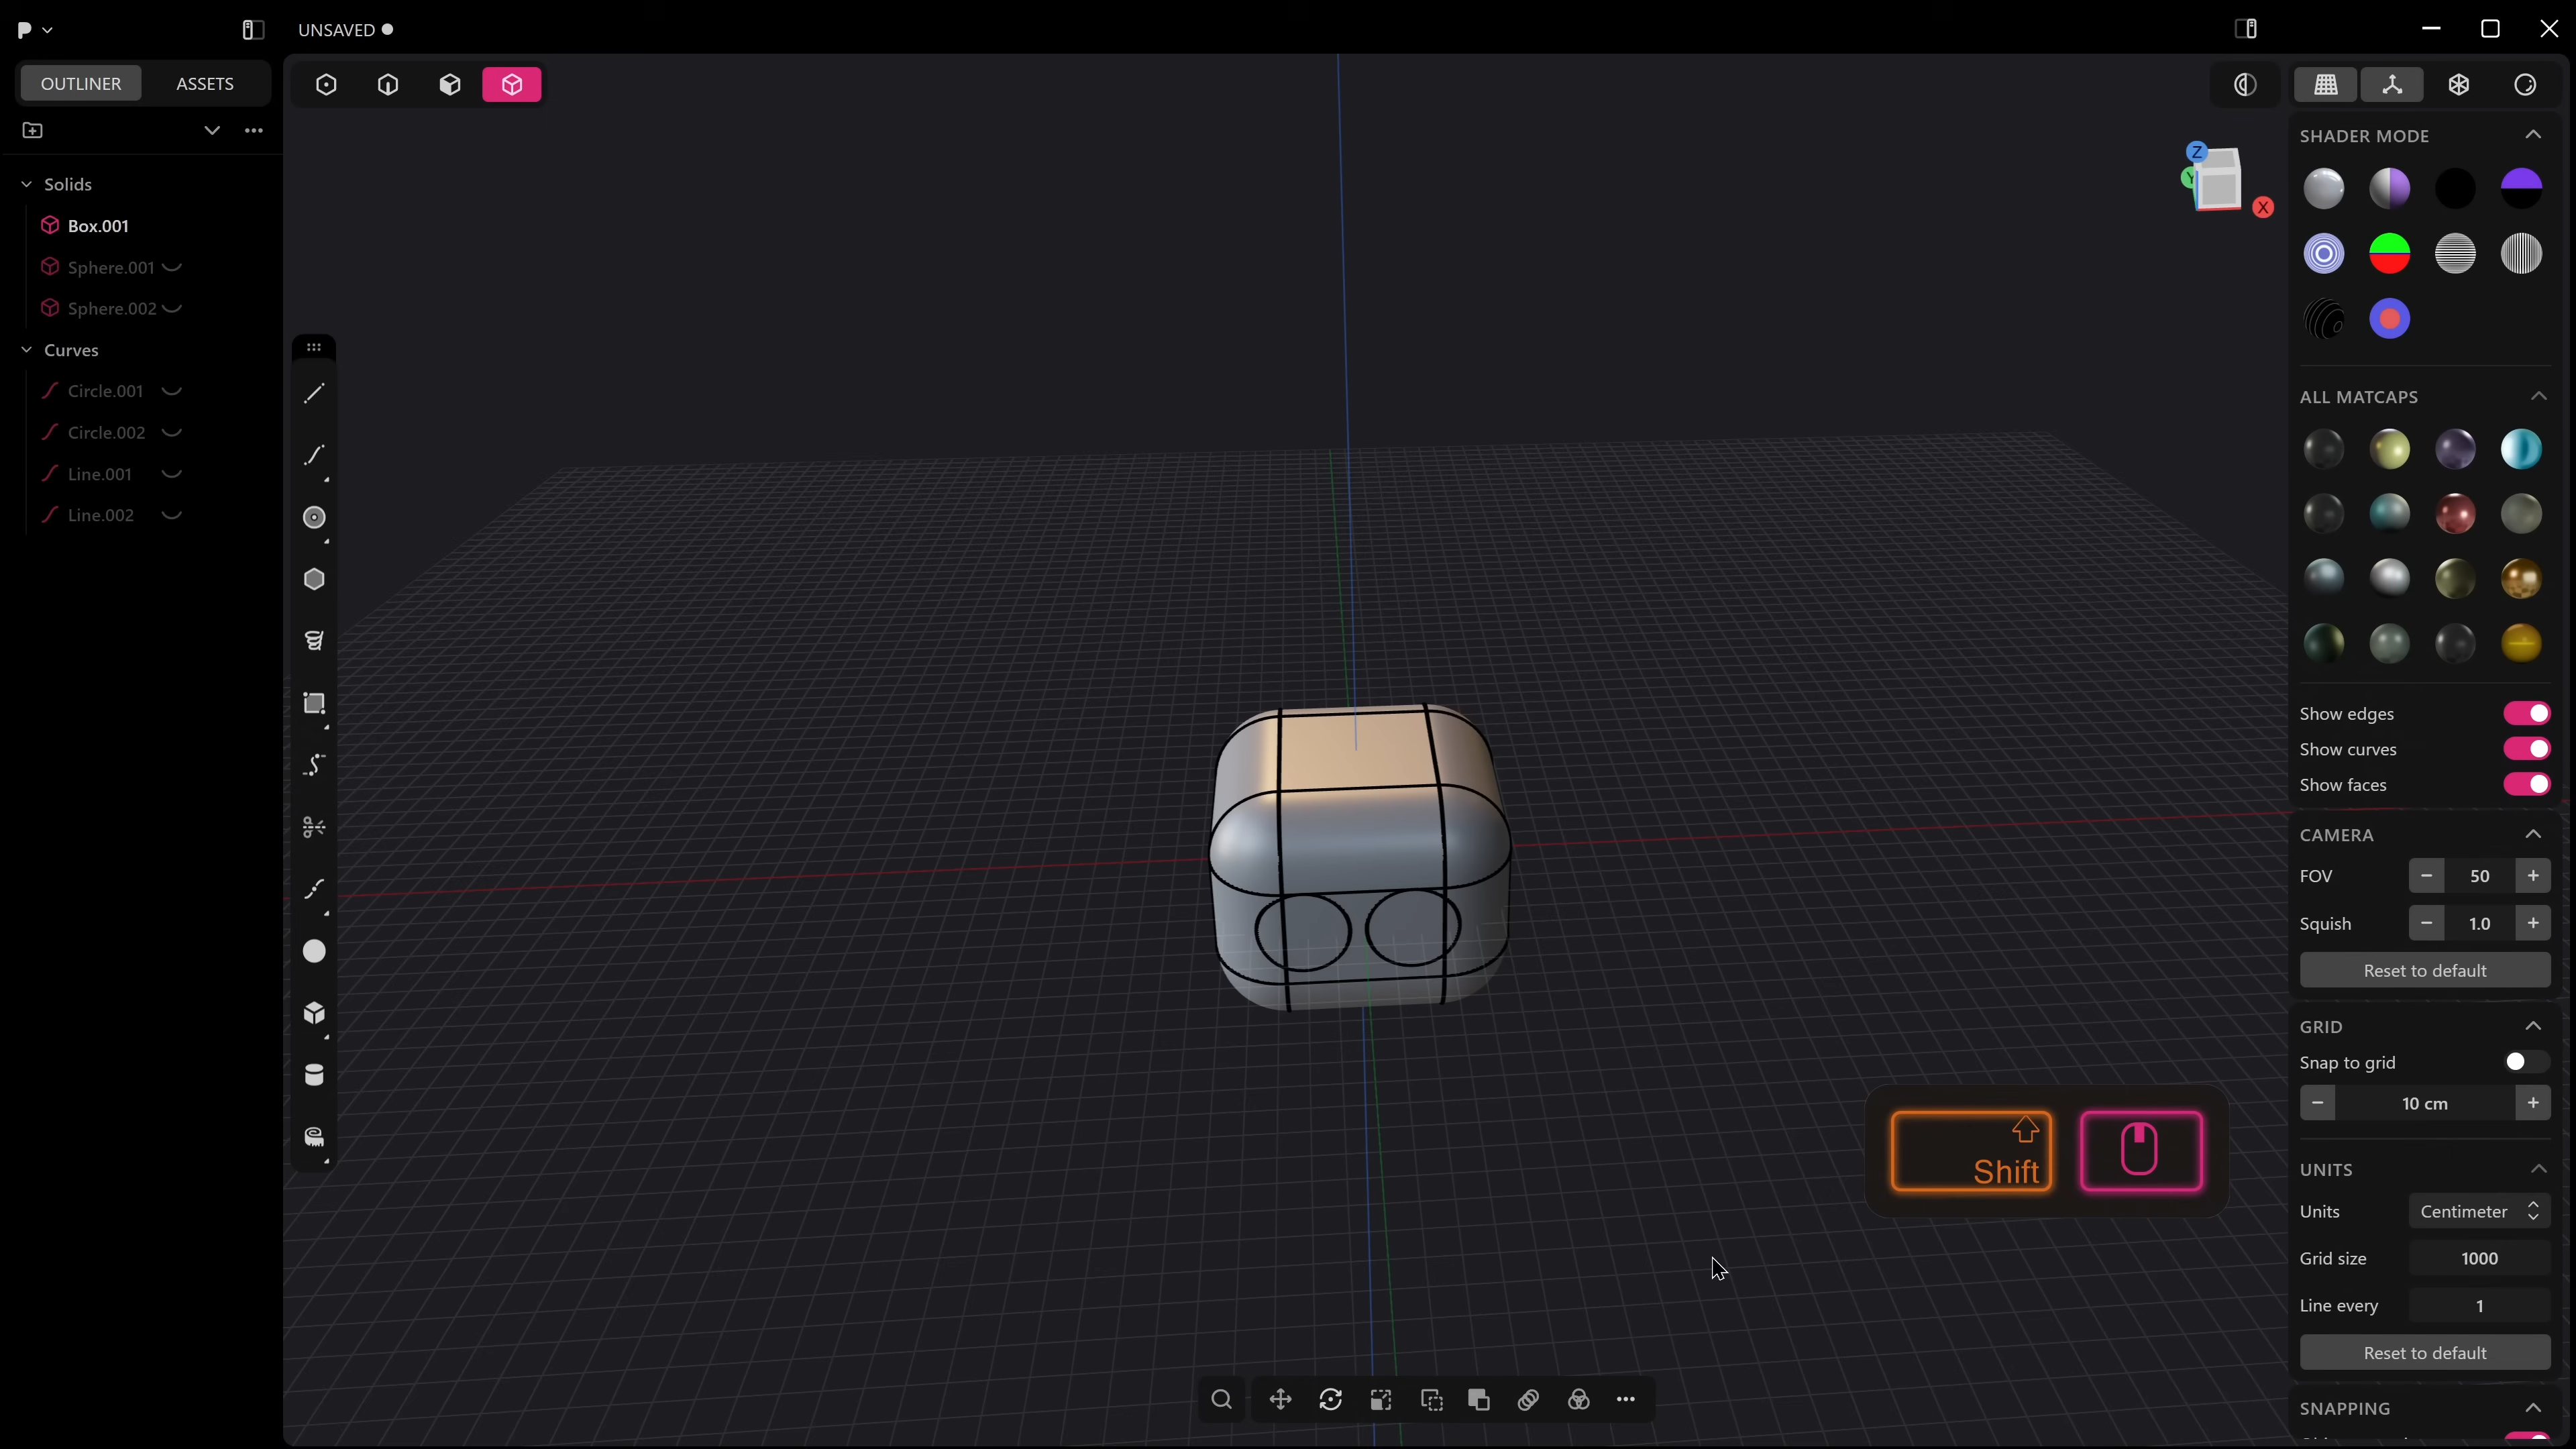 UNSAVED
OUTLINER ASSETS
Solids
Box.001
Sphere.001
Sphere.002
Curves
Circle.001
Circle.002
Line.001
Line.002
Z
Y
X
SHADER MODE
ALL MATCAPS
Show edges
Show curves
Show faces
CAMERA
FOV 50
Squish 1.0
Reset to default
GRID
Snap to grid
10 cm
UNITS
Units Centimeter
Grid size 1000
Line every 1
Reset to default
SNAPPING
Shift